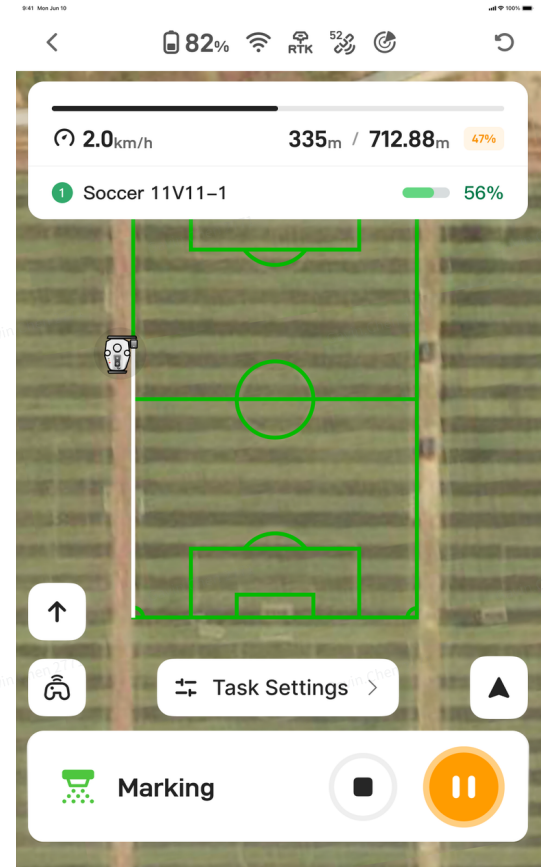 9:41 Mon Jun 10
100%
82%
RTK
52
2.0km/h
335m / 712.88m
47%
1 Soccer 11V11-1
56%
Task Settings
Marking